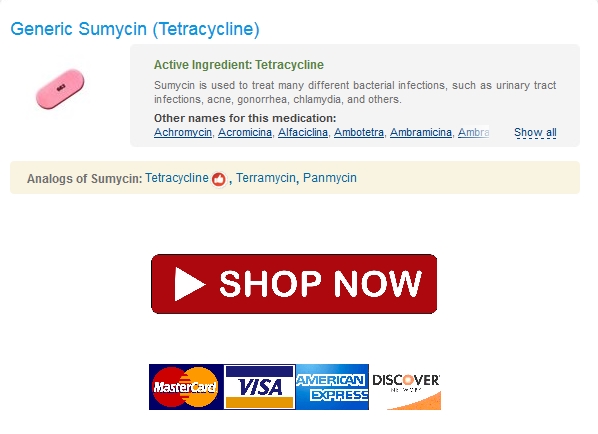 Generic Sumycin (Tetracycline)
Active Ingredient: Tetracycline
Sumycin is used to treat many different bacterial infections, such as urinary tract
infections, acne, gonorrhea, chlamydia, and others.
Other names for this medication:
Achromycin, Acromicina, Alfaciclina, Ambotetra, Ambramicina, Ambra
Show all
Analogs of Sumycin: Tetracycline , Terramycin, Panmycin
SHOP NOW
MasterCard
VISA
AMERICAN
EXPRESS
DISCOVER
NETWORK